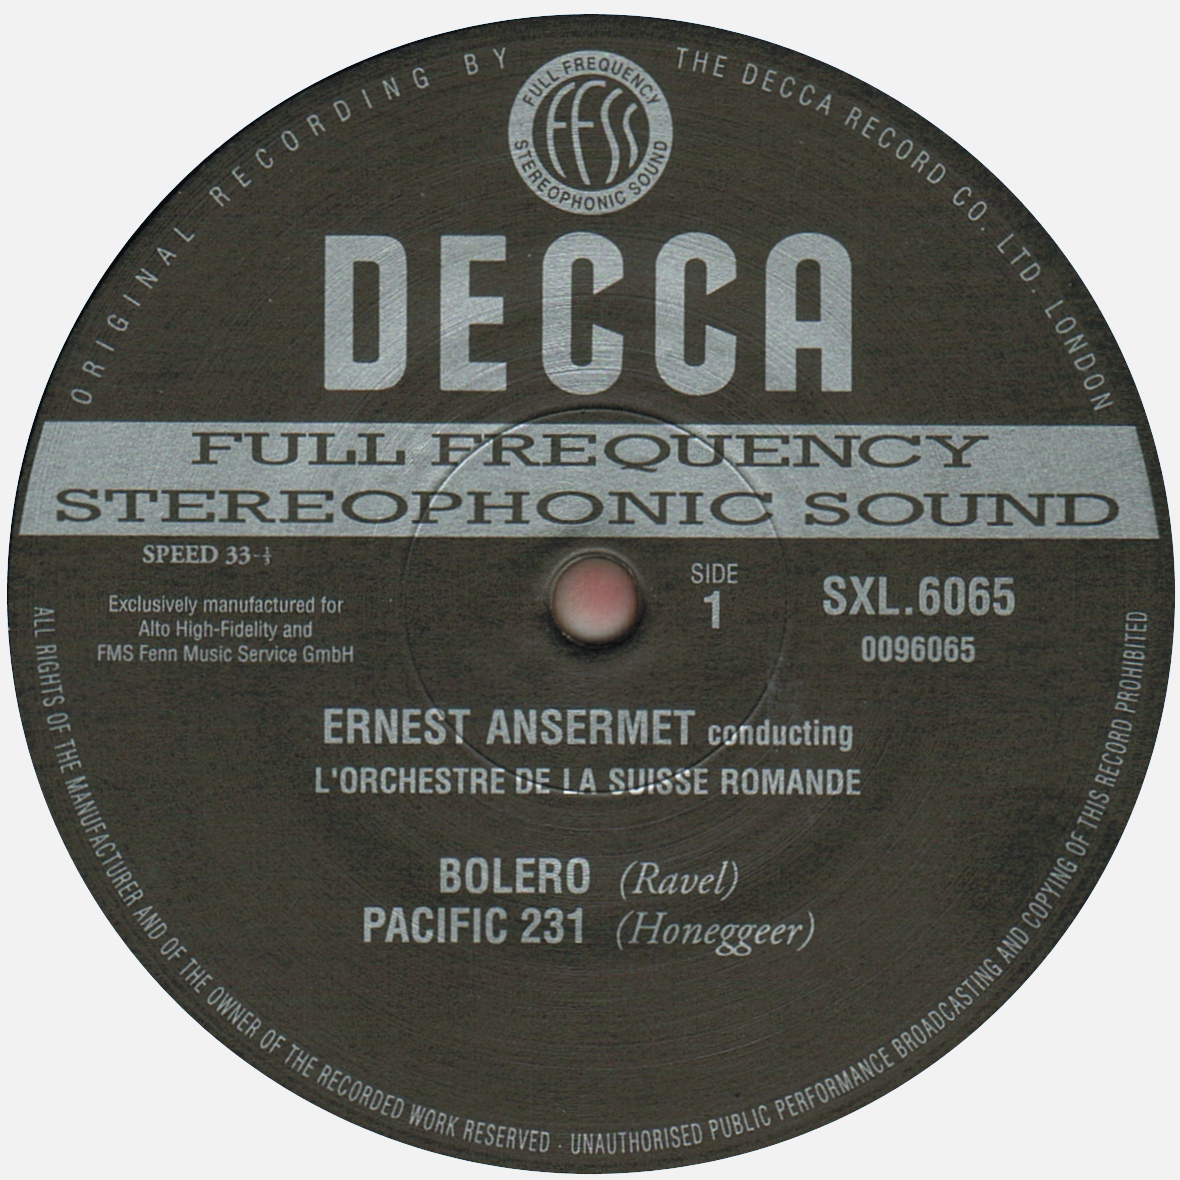 ORIGINAL RECORDING BY THE DECCA RECORD CO. LTD. LONDON
FULL FREQUENCY
FFSS
STEREOPHONIC SOUND
DECCA
FULL FREQUENCY
STEREOPHONIC SOUND
SPEED 33-⅓
Exclusively manufactured for
Alto High-Fidelity and
FMS Fenn Music Service GmbH
SIDE
1
SXL.6065
0096065
ERNEST ANSERMET conducting
L'ORCHESTRE DE LA SUISSE ROMANDE
BOLERO (Ravel)
PACIFIC 231 (Honeggeer)
ALL RIGHTS OF THE MANUFACTURER AND OF THE OWNER OF THE RECORDED WORK RESERVED · UNAUTHORISED PUBLIC PERFORMANCE BROADCASTING AND COPYING OF THIS RECORD PROHIBITED